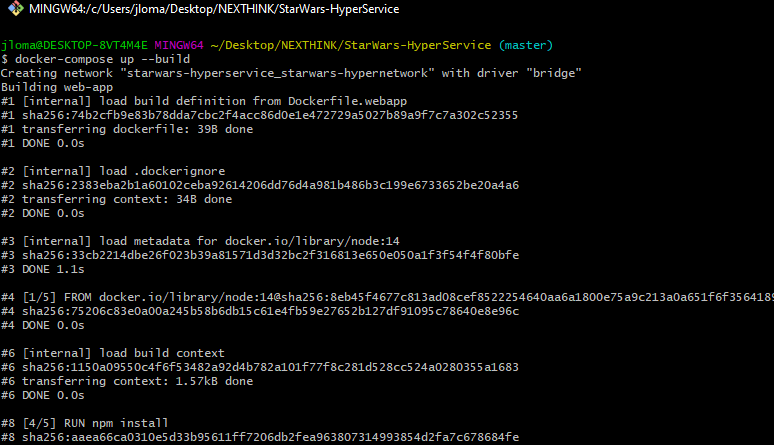 MINGW64:/c/Users/jloma/Desktop/NEXTHINK/StarWars-HyperService
jloma@DESKTOP-8VT4M4E MINGW64 ~/Desktop/NEXTHINK/StarWars-HyperService (master)
$ docker-compose up --build
Creating network "starwars-hyperservice_starwars-hypernetwork" with driver "bridge"
Building web-app
#1 [internal] load build definition from Dockerfile.webapp
#1 sha256:74b2cfb9e83b78dda7cbc2f4acc86d0e1e472729a5027b89a9f7c7a302c52355
#1 transferring dockerfile: 39B done
#1 DONE 0.0s
#2 [internal] load .dockerignore
#2 sha256:2383eba2b1a60102ceba92614206dd76d4a981b486b3c199e6733652be20a4a6
#2 transferring context: 34B done
#2 DONE 0.0s
#3 [internal] load metadata for docker.io/library/node:14
#3 sha256:33cb2214dbe26f023b39a81571d3d32bc2f316813e650e050a1f3f54f4f80bfe
#3 DONE 1.1s
#4 [1/5] FROM docker.io/library/node:14@sha256:8eb45f4677c813ad08cef8522254640aa6a1800e75a9c213a0a651f6f3564189
#4 sha256:75206c83e0a00a245b58b6db15c61e4fb59e27652b127df91095c78640e8e96c
#4 DONE 0.0s
#6 [internal] load build context
#6 sha256:1150a09550c4f6f53482a92d4b782a101f77f8c281d528cc524a0280355a1683
#6 transferring context: 1.57kB done
#6 DONE 0.0s
#8 [4/5] RUN npm install
#8 sha256:aaea66ca0310e5d33b95611ff7206db2fea963807314993854d2fa7c678684fe